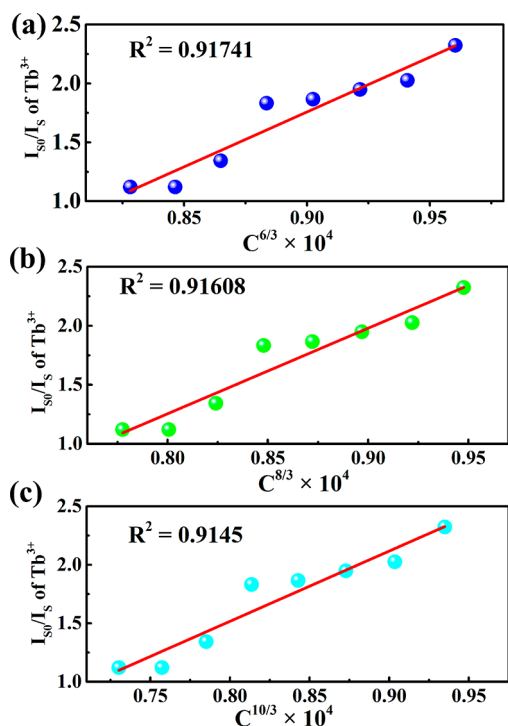 (a)
R² = 0.91741
I_S0/I_S of Tb³⁺
2.5
2.0
1.5
1.0
0.85 0.90 0.95
C^6/3 × 10^4
(b)
R² = 0.91608
I_S0/I_S of Tb³⁺
2.5
2.0
1.5
1.0
0.80 0.85 0.90 0.95
C^8/3 × 10^4
(c)
R² = 0.9145
I_S0/I_S of Tb³⁺
2.5
2.0
1.5
1.0
0.75 0.80 0.85 0.90 0.95
C^10/3 × 10^4